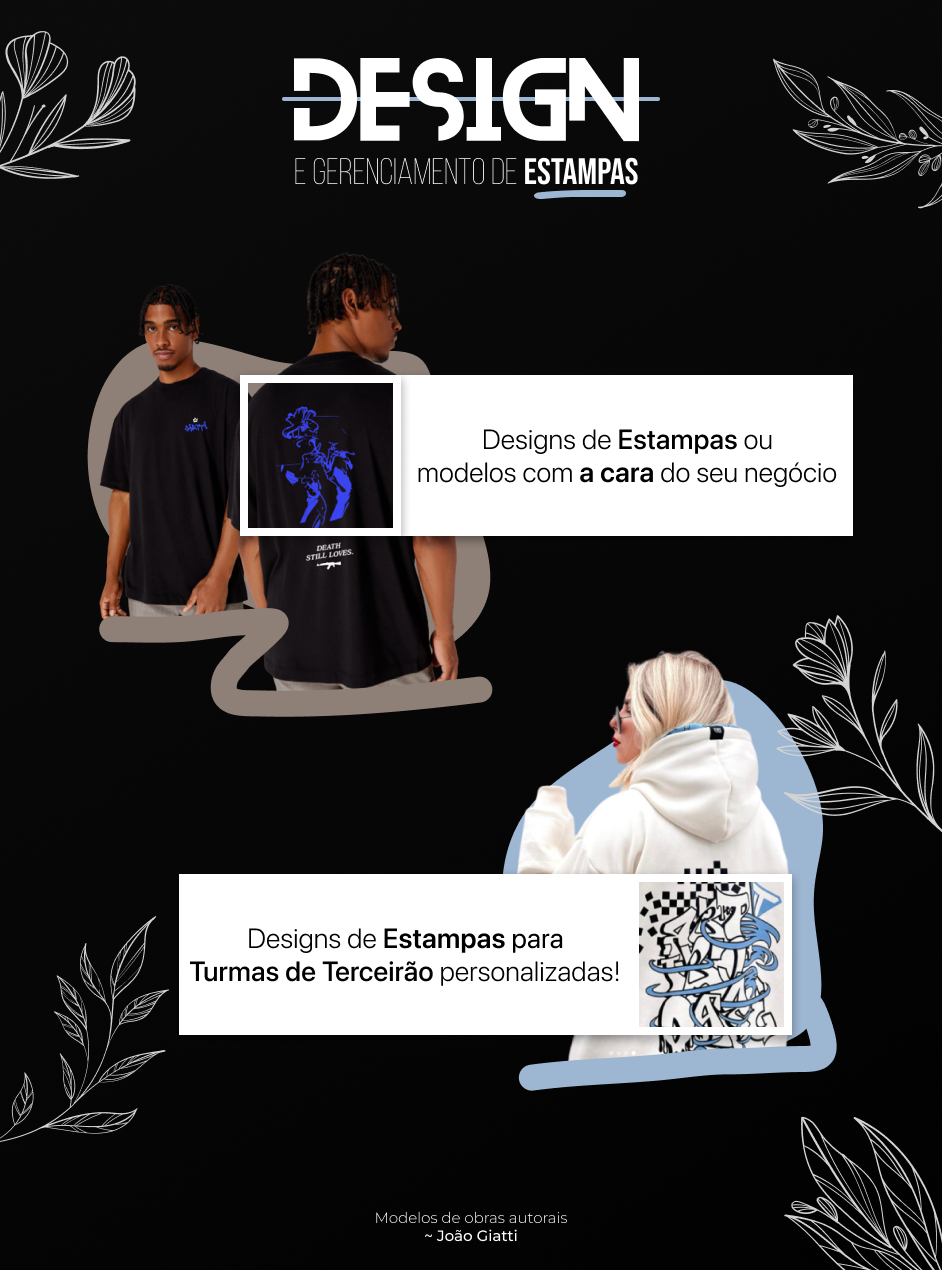 DESIGN
E GERENCIAMENTO DE ESTAMPAS
Designs de Estampas ou
modelos com a cara do seu negócio
DEATH
STILL LOVES.
Designs de Estampas para
Turmas de Terceirão personalizadas!
Modelos de obras autorais
~ João Giatti